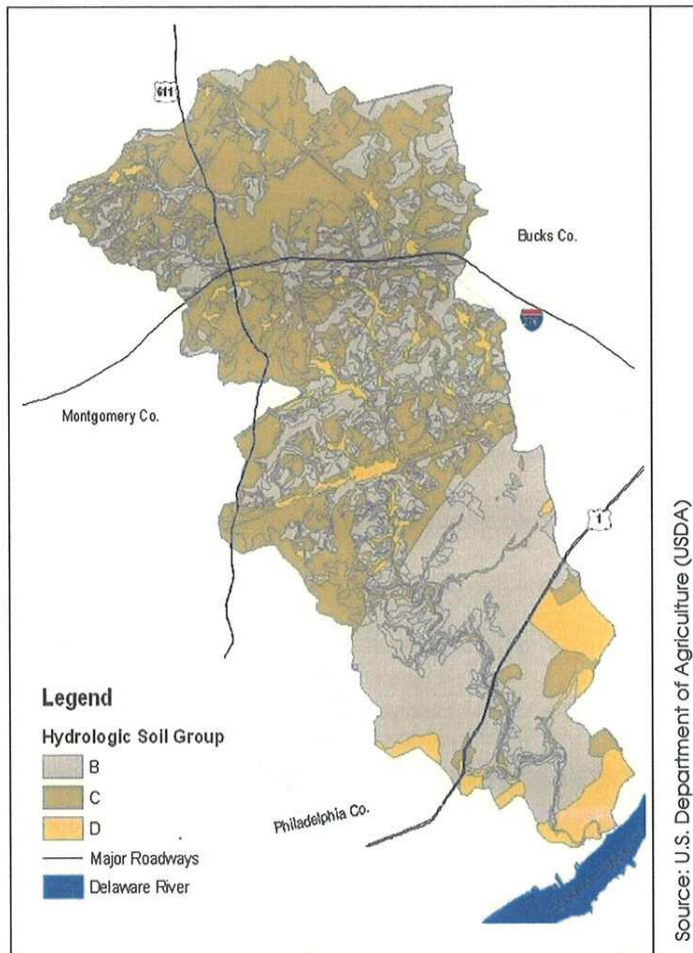 611
Bucks Co.
Montgomery Co.
1
Philadelphia Co.
Legend
Hydrologic Soil Group
B
C
D
Major Roadways
Delaware River
Source: U.S. Department of Agriculture (USDA)